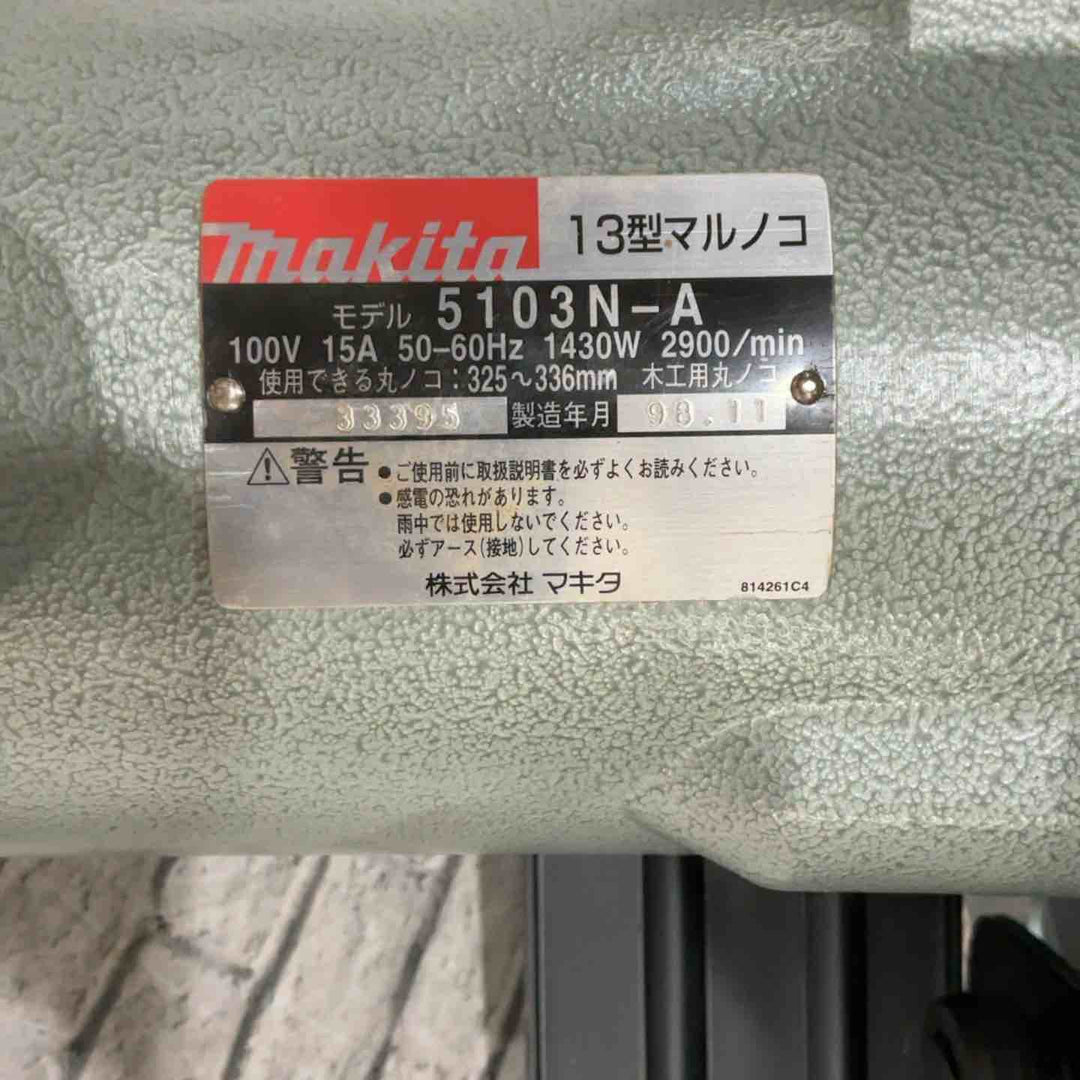 makita 13型マルノコ
モデル 5103N-A
100V 15A 50-60Hz 1430W 2900/min
使用できる丸ノコ:325~336mm 木工用丸ノコ
33395 製造年月 98.11
⚠警告 ●ご使用前に取扱説明書を必ずよくお読みください。
●感電の恐れがあります。
雨中では使用しないでください。
必ずアース(接地)してください。
株式会社 マキタ 814261C4